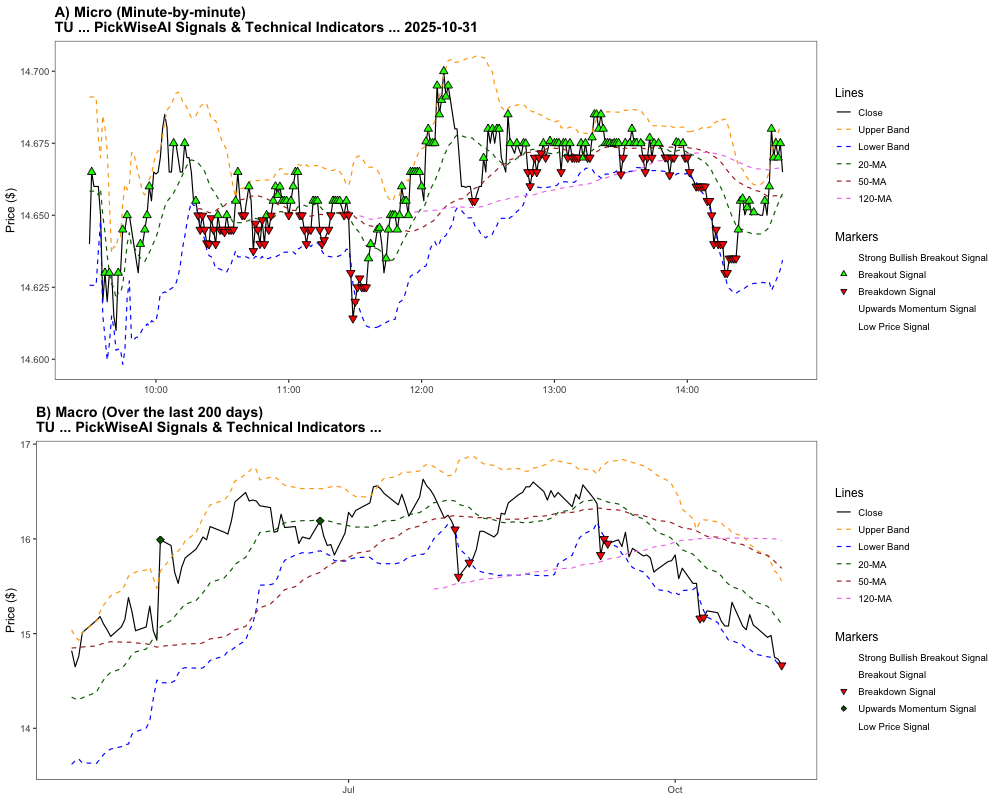 A) Micro (Minute-by-minute)
TU ... PickWiseAI Signals & Technical Indicators ... 2025-10-31
Price ($)
14.700
14.675
14.650
14.625
14.600
10:00
11:00
12:00
13:00
14:00
Lines
Close
Upper Band
Lower Band
20-MA
50-MA
120-MA
Markers
Strong Bullish Breakout Signal
Breakout Signal
Breakdown Signal
Upwards Momentum Signal
Low Price Signal
B) Macro (Over the last 200 days)
TU ... PickWiseAI Signals & Technical Indicators ...
Price ($)
17
16
15
14
Jul
Oct
Lines
Close
Upper Band
Lower Band
20-MA
50-MA
120-MA
Markers
Strong Bullish Breakout Signal
Breakout Signal
Breakdown Signal
Upwards Momentum Signal
Low Price Signal